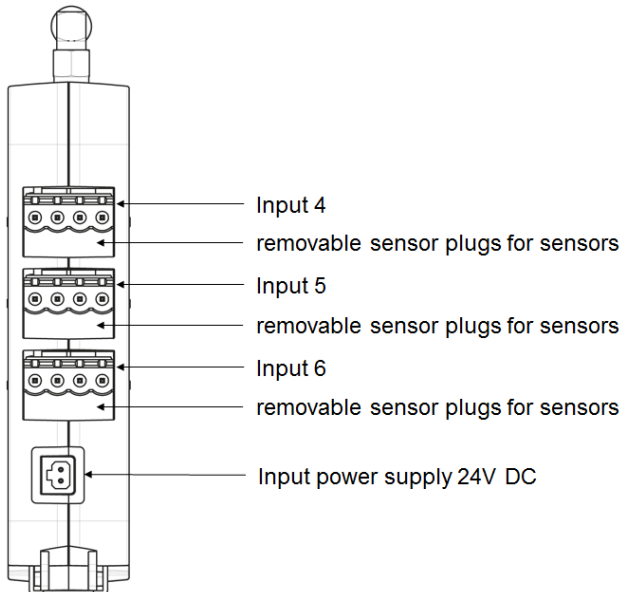 Input 4
removable sensor plugs for sensors
Input 5
removable sensor plugs for sensors
Input 6
removable sensor plugs for sensors
Input power supply 24V DC